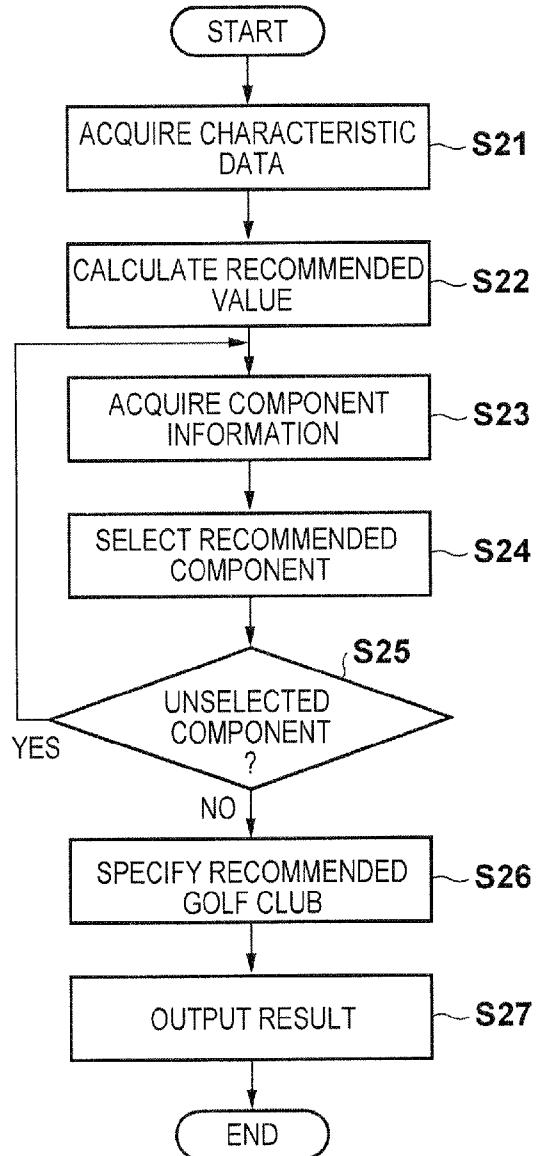 START
ACQUIRE CHARACTERISTIC
DATA
S21
CALCULATE RECOMMENDED
VALUE
S22
ACQUIRE COMPONENT
INFORMATION
S23
SELECT RECOMMENDED
COMPONENT
S24
S25
UNSELECTED
COMPONENT
?
YES
NO
SPECIFY RECOMMENDED
GOLF CLUB
S26
OUTPUT RESULT
S27
END